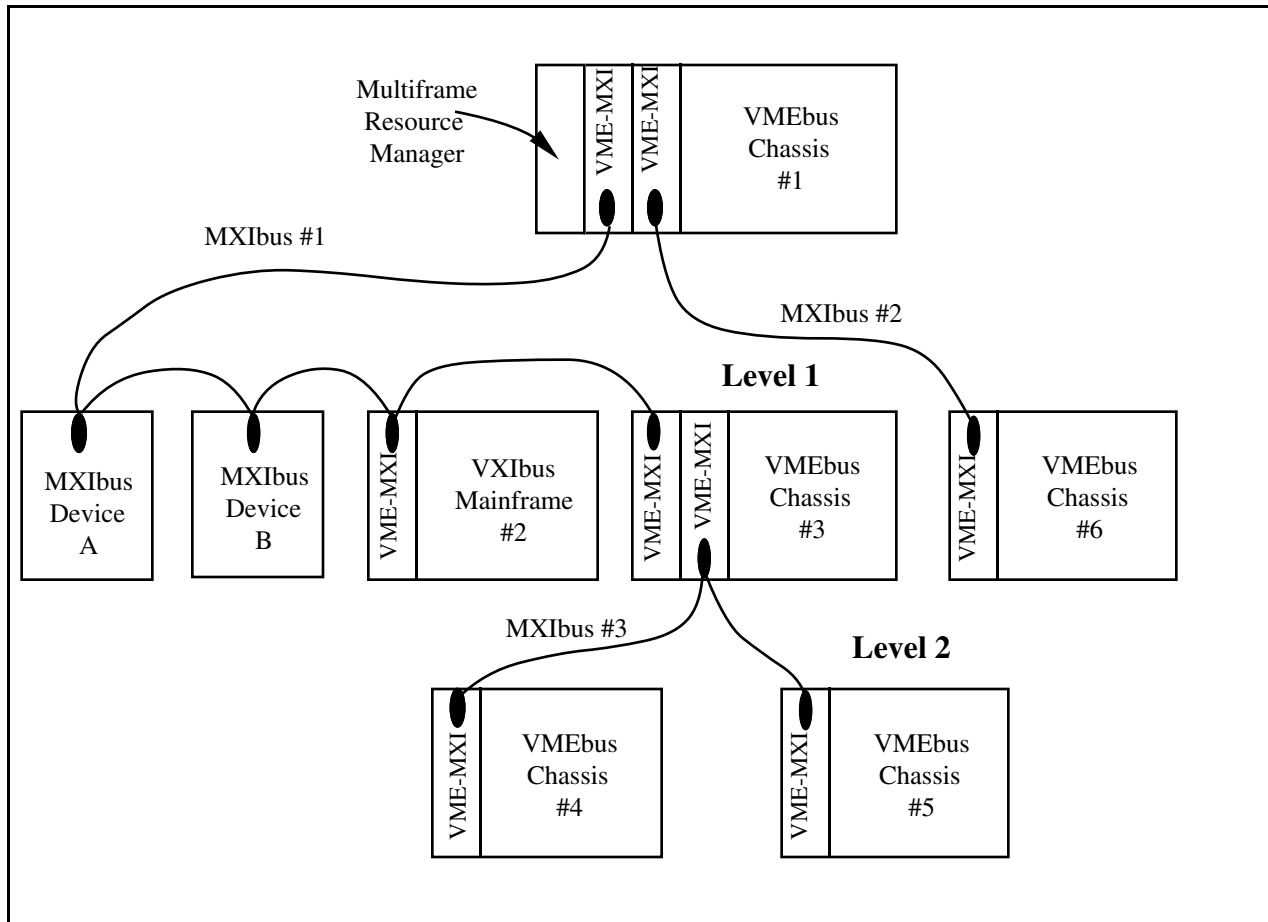 Multiframe
Resource
Manager
VME-MXI
VME-MXI
VMEbus
Chassis
#1
MXIbus #1
MXIbus #2
Level 1
MXIbus
Device
A
MXIbus
Device
B
VME-MXI
VXIbus
Mainframe
#2
VME-MXI
VME-MXI
VMEbus
Chassis
#3
VME-MXI
VMEbus
Chassis
#6
MXIbus #3
Level 2
VME-MXI
VMEbus
Chassis
#4
VME-MXI
VMEbus
Chassis
#5